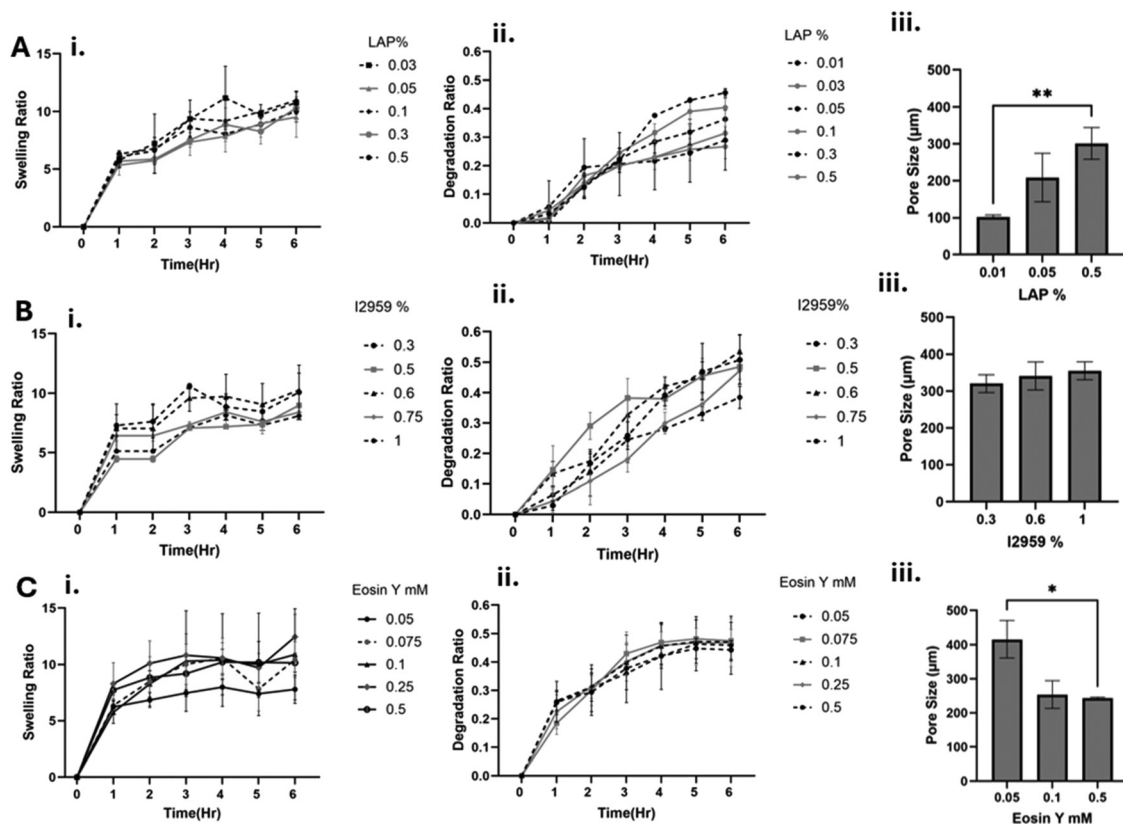 A
i.
LAP%
0.03
0.05
0.1
0.3
0.5
15
10
5
0
Swelling Ratio
0 1 2 3 4 5 6
Time(Hr)
ii.
LAP %
0.01
0.03
0.05
0.1
0.3
0.5
0.6
0.5
0.4
0.3
0.2
0.1
0.0
Degradation Ratio
0 1 2 3 4 5 6
Time(Hr)
iii.
500
400
300
200
100
0
Pore Size (μm)
**
0.01 0.05 0.5
LAP %
B
i.
I2959 %
0.3
0.5
0.6
0.75
1
15
10
5
0
Swelling Ratio
0 1 2 3 4 5 6
Time(Hr)
ii.
I2959%
0.3
0.5
0.6
0.75
1
0.6
0.5
0.4
0.3
0.2
0.1
0.0
Degradation Ratio
0 1 2 3 4 5 6
Time(Hr)
iii.
500
400
300
200
100
0
Pore Size (μm)
0.3 0.6 1
I2959 %
C
i.
Eosin Y mM
0.05
0.075
0.1
0.25
0.5
15
10
5
0
Swelling Ratio
0 1 2 3 4 5 6
Time(Hr)
ii.
Eosin Y mM
0.05
0.075
0.1
0.25
0.5
0.6
0.5
0.4
0.3
0.2
0.1
0.0
Degradation Ratio
0 1 2 3 4 5 6
Time(Hr)
iii.
500
400
300
200
100
0
Pore Size (μm)
*
0.05 0.1 0.5
Eosin Y mM